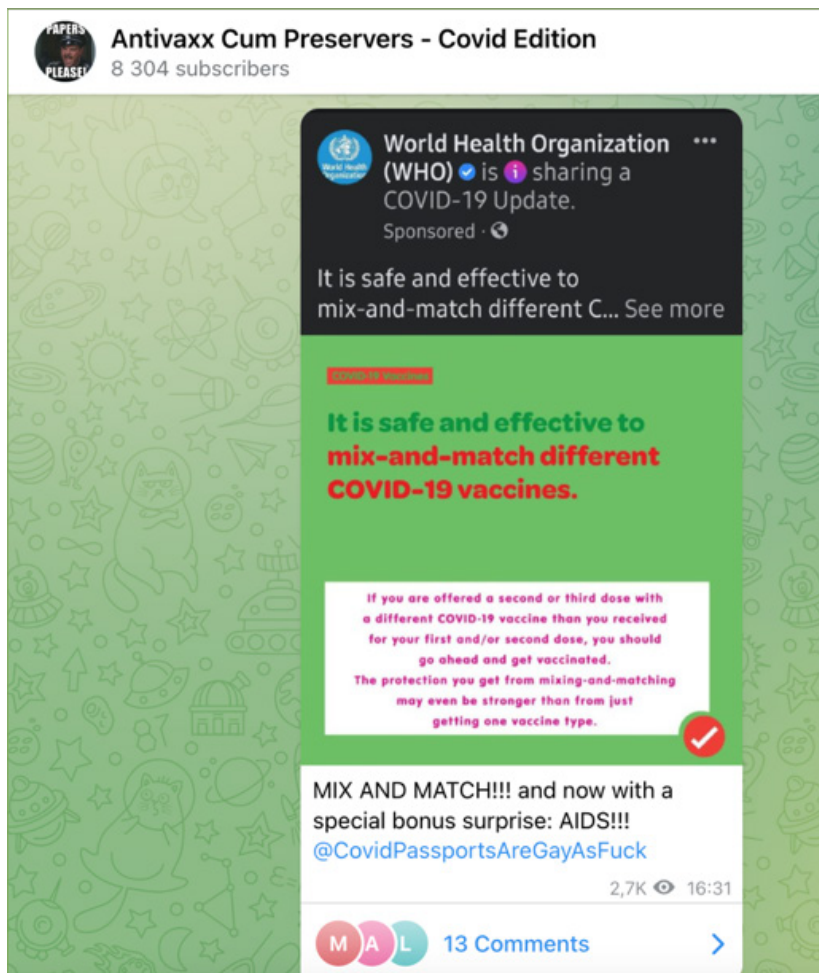 PAPERS
PLEASE!
Antivaxx Cum Preservers - Covid Edition
8 304 subscribers
World Health Organization
World Health Organization
(WHO) is i sharing a
COVID-19 Update.
Sponsored ·
It is safe and effective to
mix-and-match different C... See more
COVID-19 Vaccines
It is safe and effective to
mix-and-match different
COVID-19 vaccines.
If you are offered a second or third dose with
a different COVID-19 vaccine than you received
for your first and/or second dose, you should
go ahead and get vaccinated.
The protection you get from mixing-and-matching
may even be stronger than from just
getting one vaccine type.
MIX AND MATCH!!! and now with a
special bonus surprise: AIDS!!!
@CovidPassportsAreGayAsFuck
2,7K 16:31
M A L 13 Comments